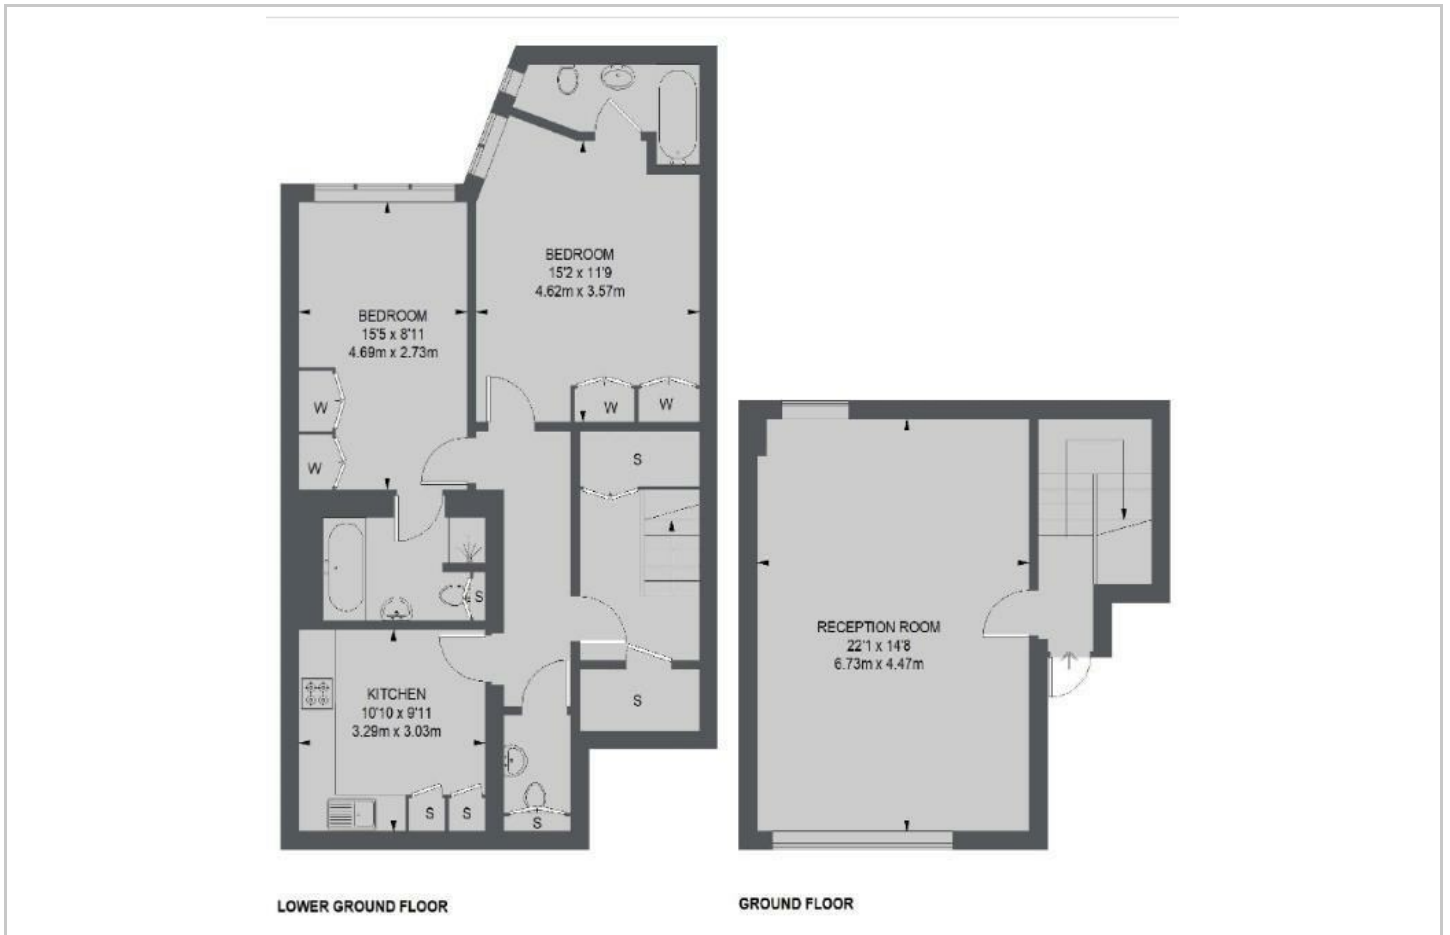 BEDROOM
15'2 x 11'9
4.62m x 3.57m
BEDROOM
15'5 x 8'11
4.69m x 2.73m
W
W
W
W
S
S
RECEPTION ROOM
22'1 x 14'8
6.73m x 4.47m
KITCHEN
10'10 x 9'11
3.29m x 3.03m
S
S
S
S
LOWER GROUND FLOOR
GROUND FLOOR